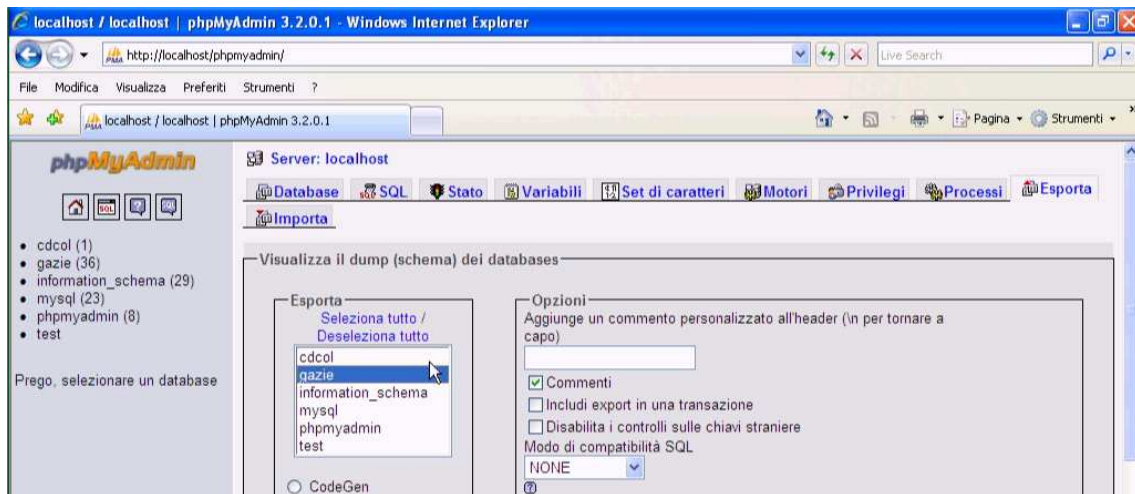 localhost / localhost | phpMyAdmin 3.2.0.1 - Windows Internet Explorer
http://localhost/phpmyadmin/
Live Search
File Modifica Visualizza Preferiti Strumenti ?
localhost / localhost | phpMyAdmin 3.2.0.1
Pagina
Strumenti
phpMyAdmin
SQL
cdcol (1)
gazie (36)
information_schema (29)
mysql (23)
phpmyadmin (8)
test
Prego, selezionare un database
Server: localhost
Database SQL Stato Variabili Set di caratteri Motori Privilegi Processi Esporta
Importa
Visualizza il dump (schema) dei databases
Esporta
Seleziona tutto /
Deseleziona tutto
cdcol
gazie
information_schema
mysql
phpmyadmin
test
CodeGen
Opzioni
Aggiunge un commento personalizzato all'header (\n per tornare a
capo)
Commenti
Includi export in una transazione
Disabilita i controlli sulle chiavi straniere
Modo di compatibilità SQL
NONE